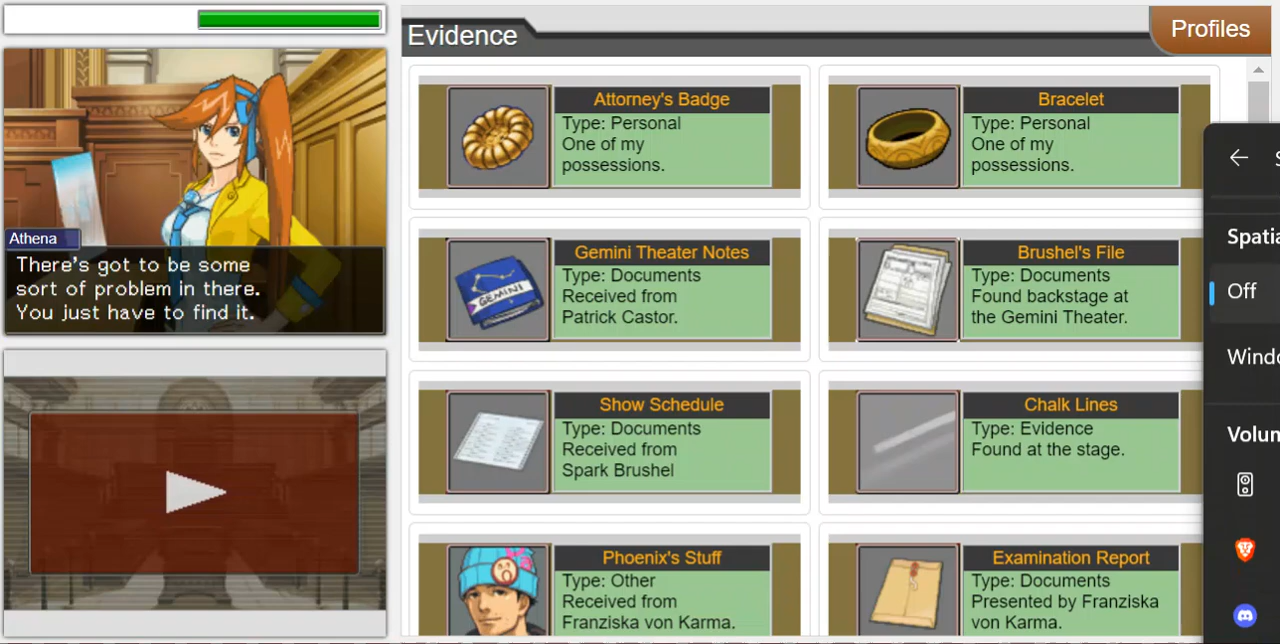 Evidence
Profiles
Athena
There's got to be some
sort of problem in there.
You just have to find it.
Attorney's Badge
Type: Personal
One of my
possessions.
Bracelet
Type: Personal
One of my
possessions.
Gemini Theater Notes
Type: Documents
Received from
Patrick Castor.
GEMINI
Brushel's File
Type: Documents
Found backstage at
the Gemini Theater.
Show Schedule
Type: Documents
Received from
Spark Brushel
Chalk Lines
Type: Evidence
Found at the stage.
Phoenix's Stuff
Type: Other
Received from
Franziska von Karma.
Examination Report
Type: Documents
Presented by Franziska
von Karma.
Spatia
Off
Windo
Volun